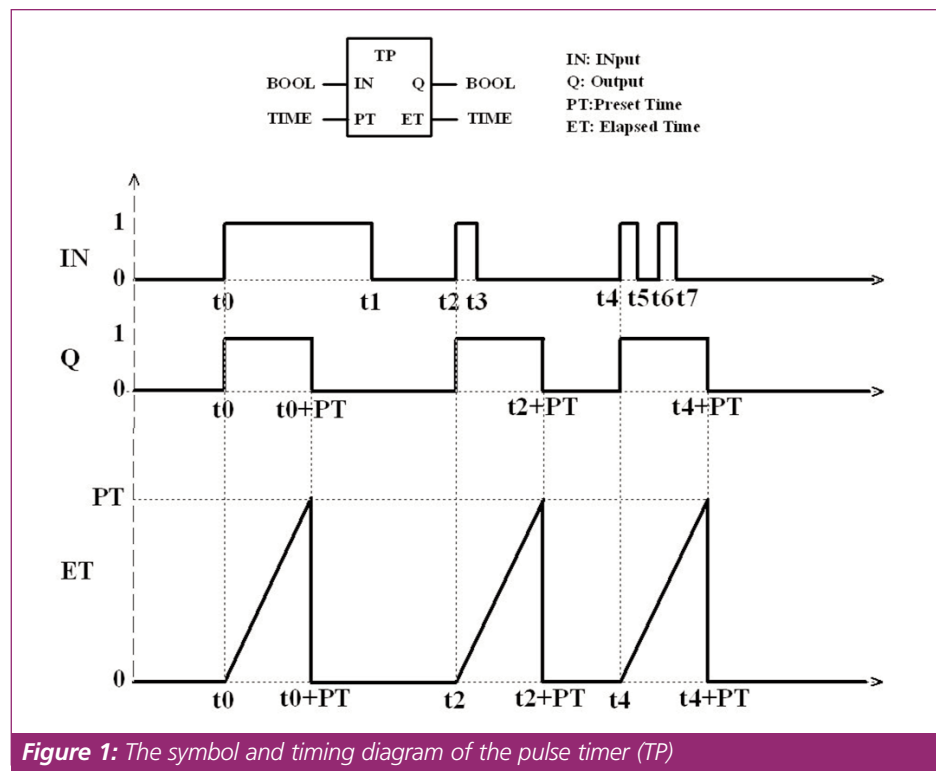 TP
BOOL IN Q BOOL
TIME PT ET TIME
IN: INput
Q: Output
PT:Preset Time
ET: Elapsed Time
1
IN
0
t0 t1 t2 t3 t4 t5 t6 t7
1
Q
0
t0 t0+PT t2+PT t4+PT
PT
ET
0
t0 t0+PT t2 t2+PT t4 t4+PT
Figure 1: The symbol and timing diagram of the pulse timer (TP)